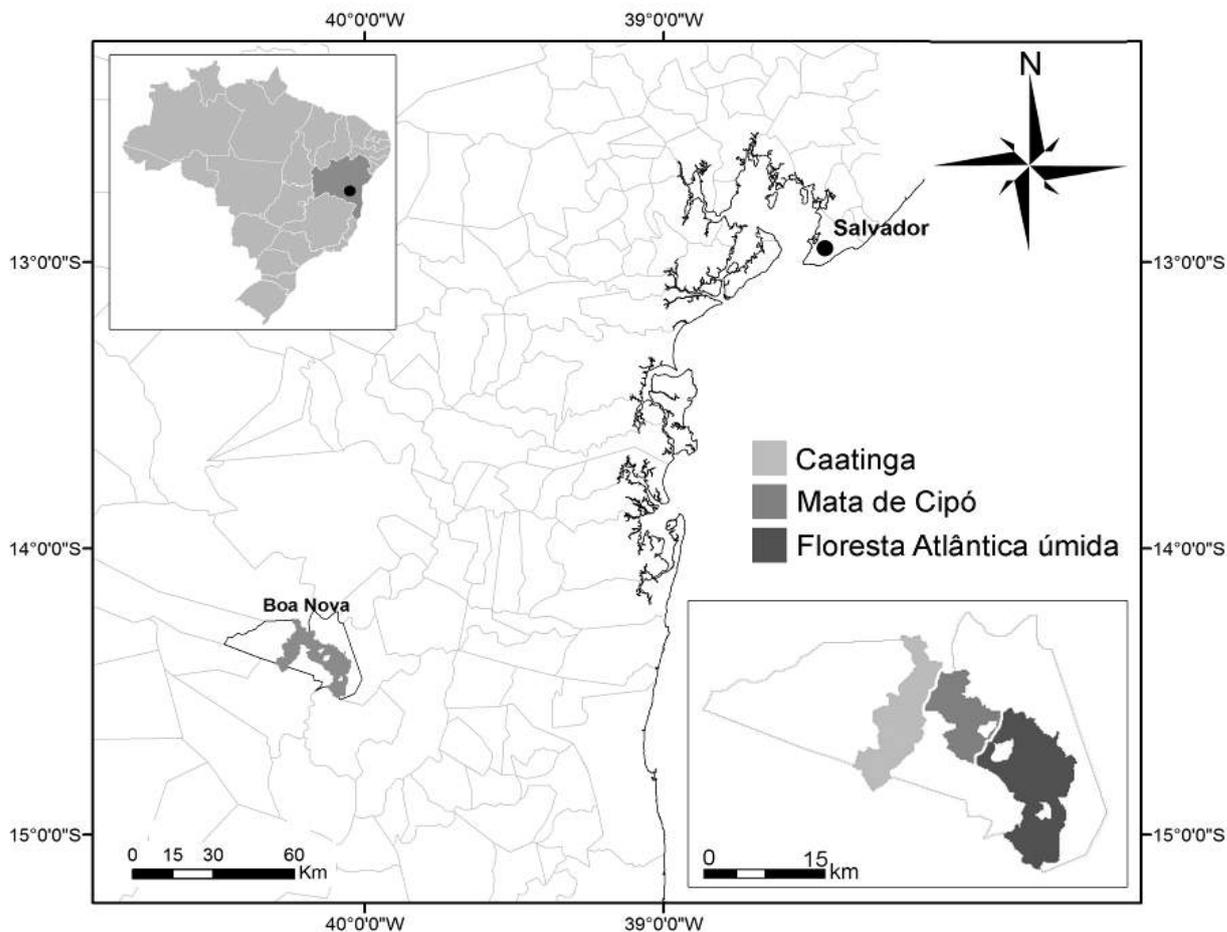 40°0'0"W 39°0'0"W
N
Salvador
13°0'0"S 13°0'0"S
Caatinga
Mata de Cipó
Floresta Atlântica úmida
14°0'0"S 14°0'0"S
Boa Nova
15°0'0"S 15°0'0"S
0 15 30 60
Km
0 15
km
40°0'0"W 39°0'0"W